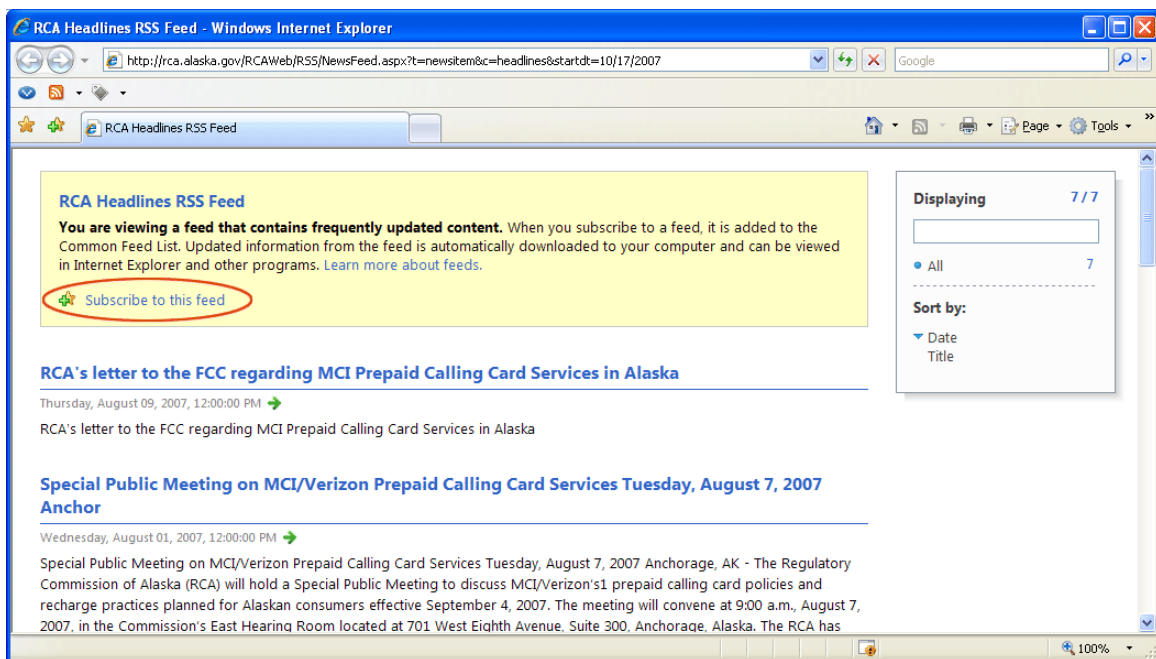 RCA Headlines RSS Feed - Windows Internet Explorer
http://rca.alaska.gov/RCAWeb/RSS/NewsFeed.aspx?t=newsitem&c=headlines&startdt=10/17/2007
Google
RCA Headlines RSS Feed
Page
Tools
»
RCA Headlines RSS Feed
You are viewing a feed that contains frequently updated content. When you subscribe to a feed, it is added to the
Common Feed List. Updated information from the feed is automatically downloaded to your computer and can be viewed
in Internet Explorer and other programs. Learn more about feeds.
Subscribe to this feed
Displaying 7 / 7
All 7
Sort by:
Date
Title
RCA's letter to the FCC regarding MCI Prepaid Calling Card Services in Alaska
Thursday, August 09, 2007, 12:00:00 PM
RCA's letter to the FCC regarding MCI Prepaid Calling Card Services in Alaska
Special Public Meeting on MCI/Verizon Prepaid Calling Card Services Tuesday, August 7, 2007
Anchor
Wednesday, August 01, 2007, 12:00:00 PM
Special Public Meeting on MCI/Verizon Prepaid Calling Card Services Tuesday, August 7, 2007 Anchorage, AK - The Regulatory
Commission of Alaska (RCA) will hold a Special Public Meeting to discuss MCI/Verizon's1 prepaid calling card policies and
recharge practices planned for Alaskan consumers effective September 4, 2007. The meeting will convene at 9:00 a.m., August 7,
2007, in the Commission's East Hearing Room located at 701 West Eighth Avenue, Suite 300, Anchorage, Alaska. The RCA has
100%